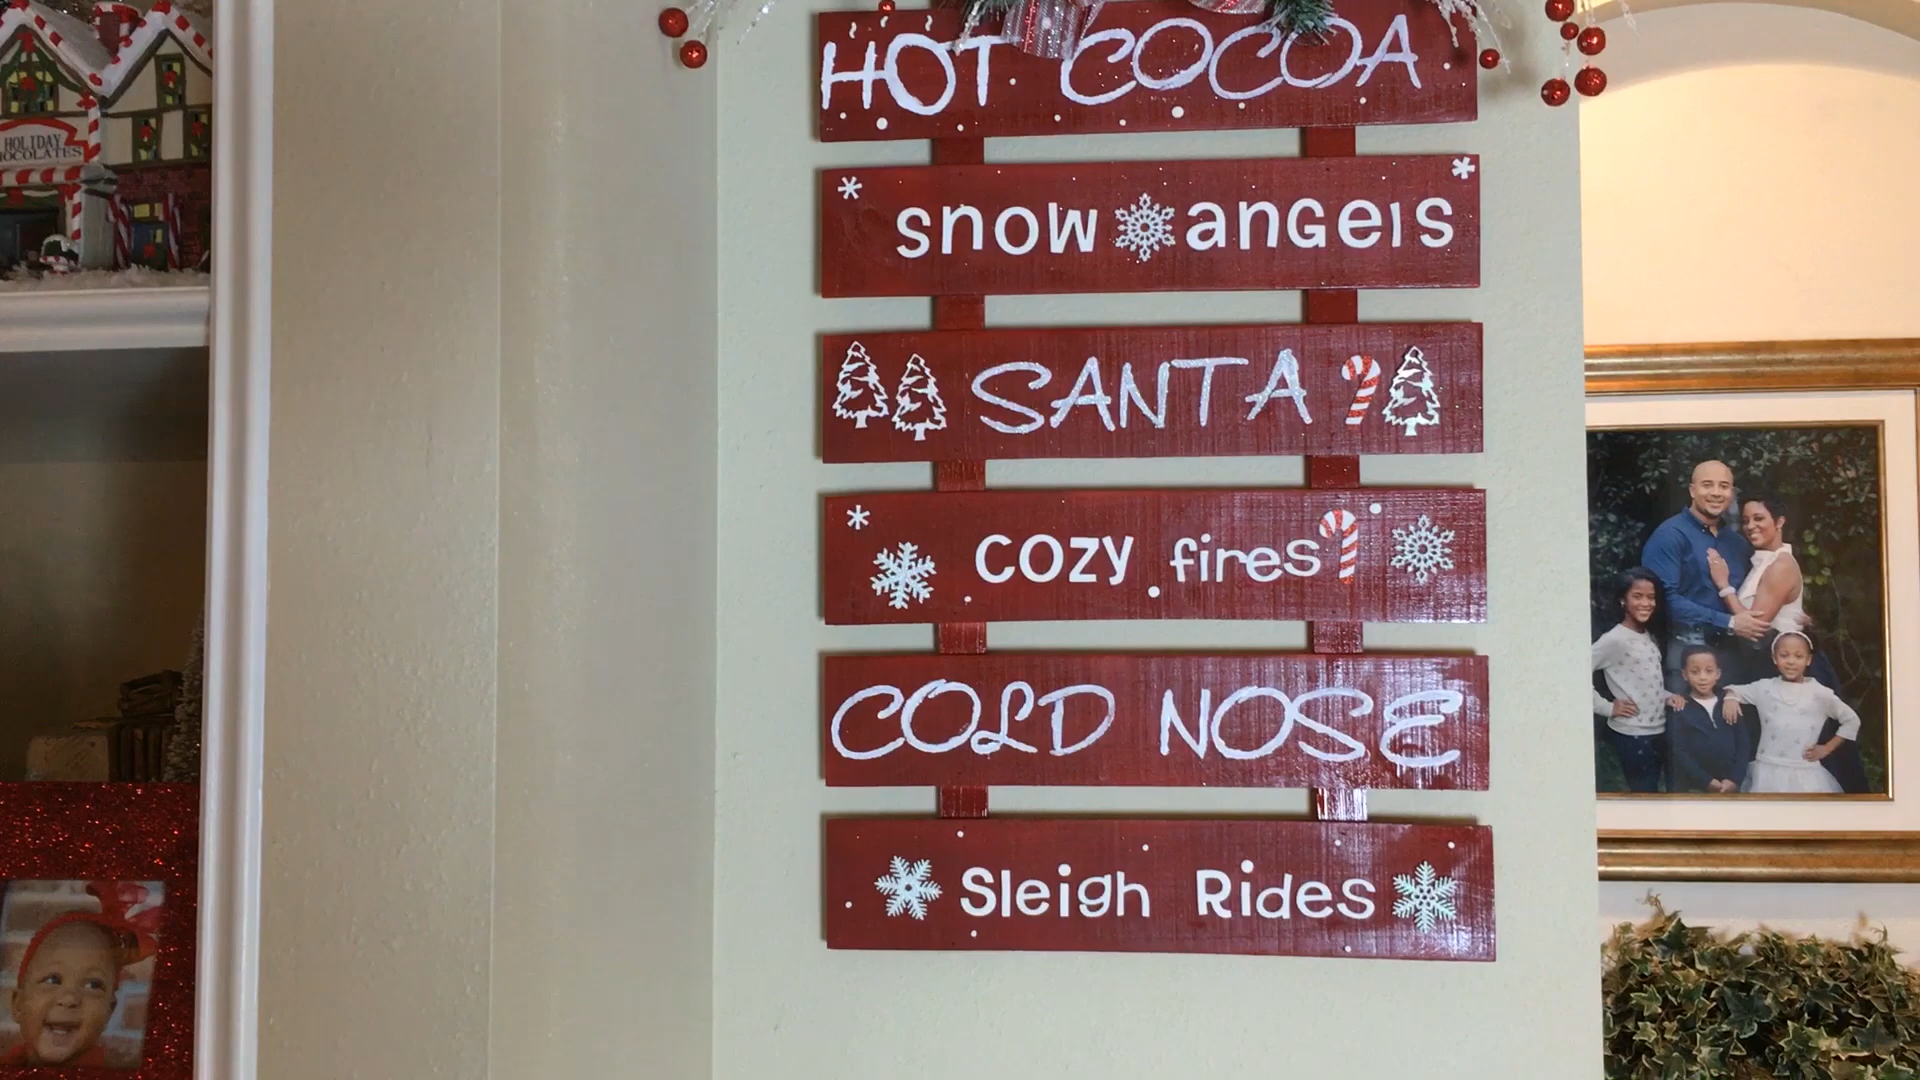 HOT COCOA
snow angels
SANTA
cozy fires
COLD NOSE
Sleigh Rides
HOLIDAY